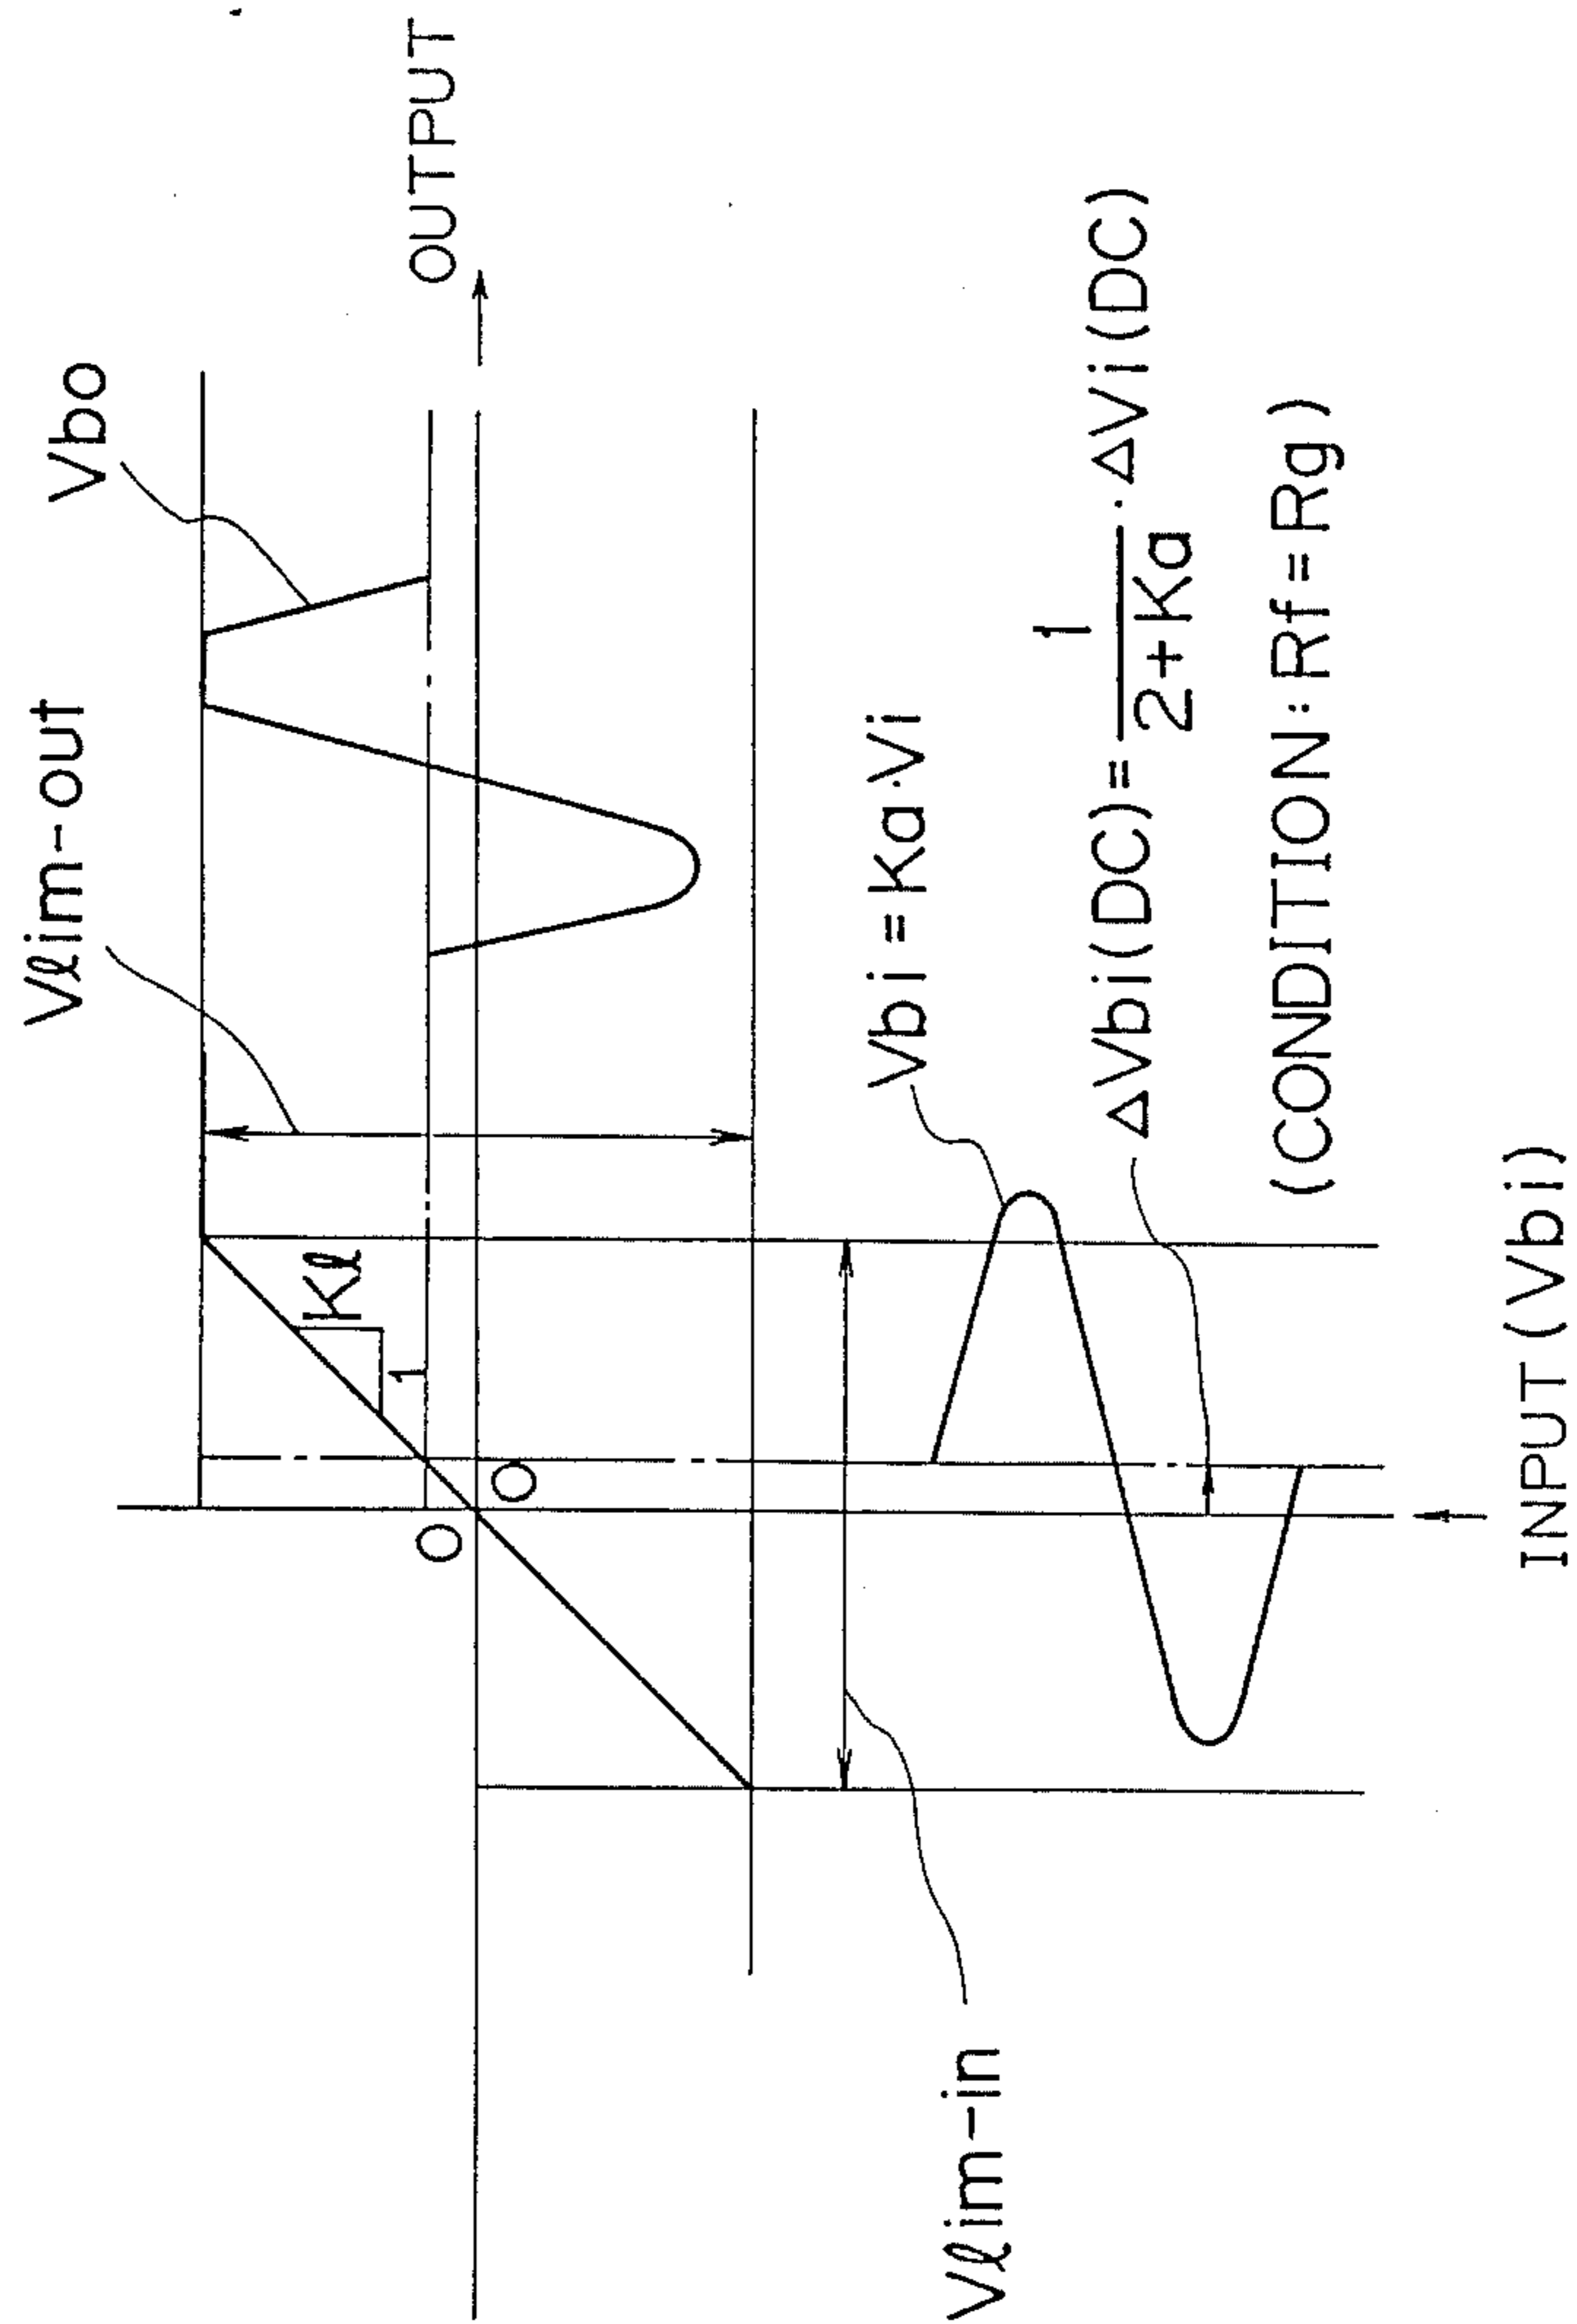 Vℓim-out
Vbo
OUTPUT
Kℓ
1
O
O
Vℓim-in
Vbi=Ka·Vi
ΔVbi(DC)=1/2+Ka·ΔVi(DC)
(CONDITION: Rf=Rg)
INPUT(Vbi)